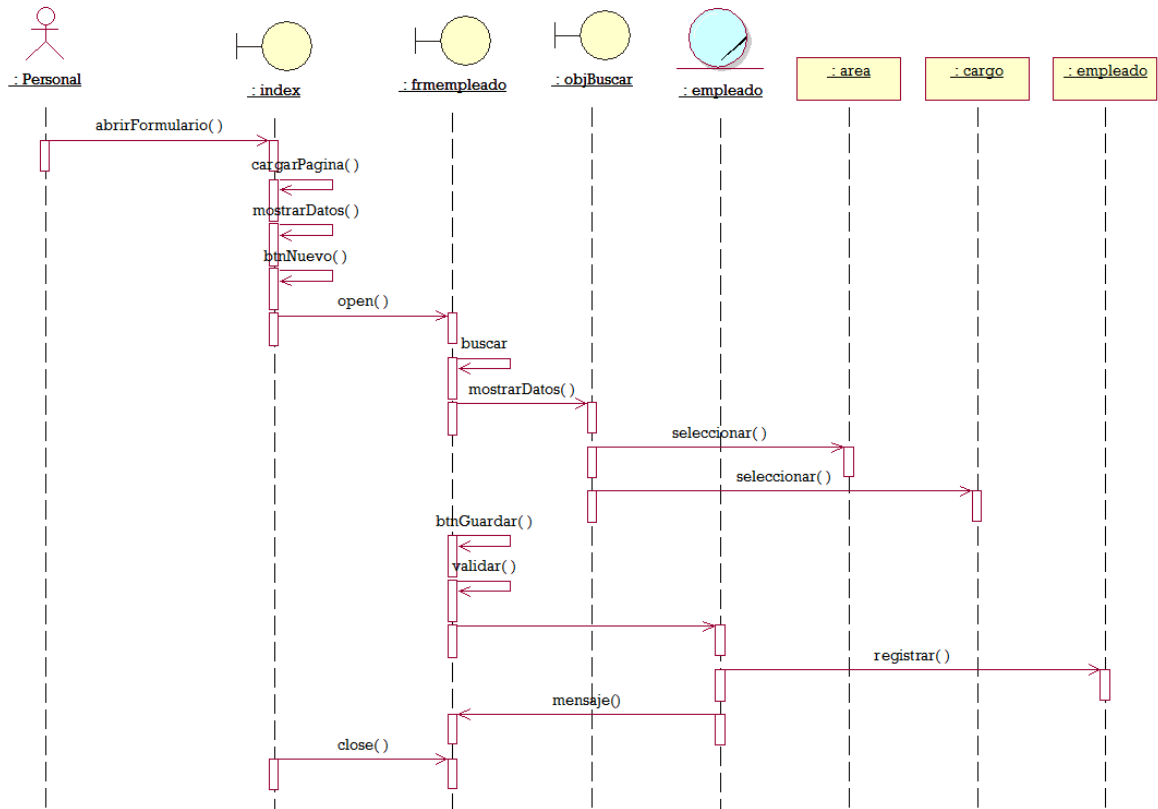 : Personal
: index
: frmempleado
: objBuscar
: empleado
: area
: cargo
: empleado
abrirFormulario( )
cargarPagina( )
mostrarDatos( )
btnNuevo( )
open( )
buscar
mostrarDatos( )
seleccionar( )
seleccionar( )
btnGuardar( )
validar( )
registrar( )
mensaje()
close( )